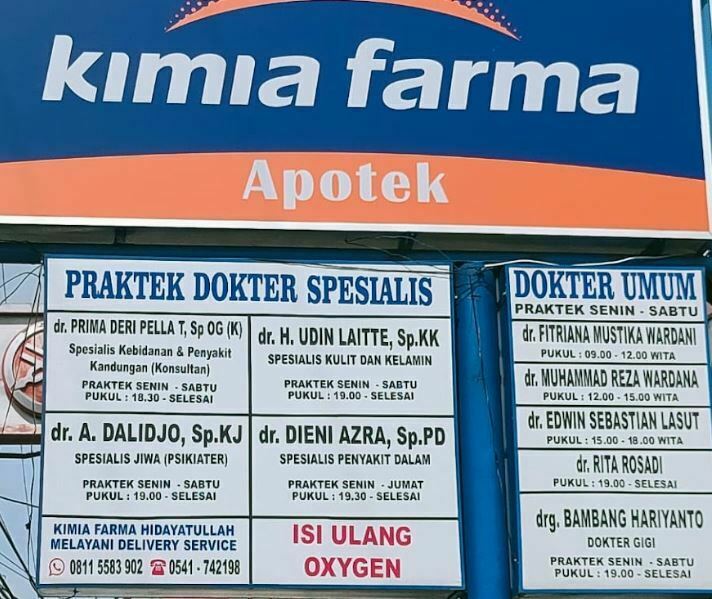 kimia farma
Apotek
PRAKTEK DOKTER SPESIALIS
dr. PRIMA DERI PELLA T, Sp OG (K)
Spesialis Kebidanan & Penyakit
Kandungan (Konsultan)
PRAKTEK SENIN - SABTU
PUKUL : 18.30 - SELESAI
dr. H. UDIN LAITTE, Sp.KK
SPESIALIS KULIT DAN KELAMIN
PRAKTEK SENIN - SABTU
PUKUL : 19.00 - SELESAI
dr. A. DALIDJO, Sp.KJ
SPESIALIS JIWA (PSIKIATER)
PRAKTEK SENIN - SABTU
PUKUL : 19.00 - SELESAI
dr. DIENI AZRA, Sp.PD
SPESIALIS PENYAKIT DALAM
PRAKTEK SENIN - JUMAT
PUKUL : 19.30 - SELESAI
KIMIA FARMA HIDAYATULLAH
MELAYANI DELIVERY SERVICE
0811 5583 902 0541 - 742198
ISI ULANG
OXYGEN
DOKTER UMUM
PRAKTEK SENIN - SABTU
dr. FITRIANA MUSTIKA WARDANI
PUKUL : 09.00 - 12.00 WITA
dr. MUHAMMAD REZA WARDANA
PUKUL : 12.00 - 15.00 WITA
dr. EDWIN SEBASTIAN LASUT
PUKUL : 15.00 - 18.00 WITA
dr. RITA ROSADI
PUKUL : 19.00 - SELESAI
drg. BAMBANG HARIYANTO
DOKTER GIGI
PRAKTEK SENIN - SABTU
PUKUL : 19.00 - SELESAI